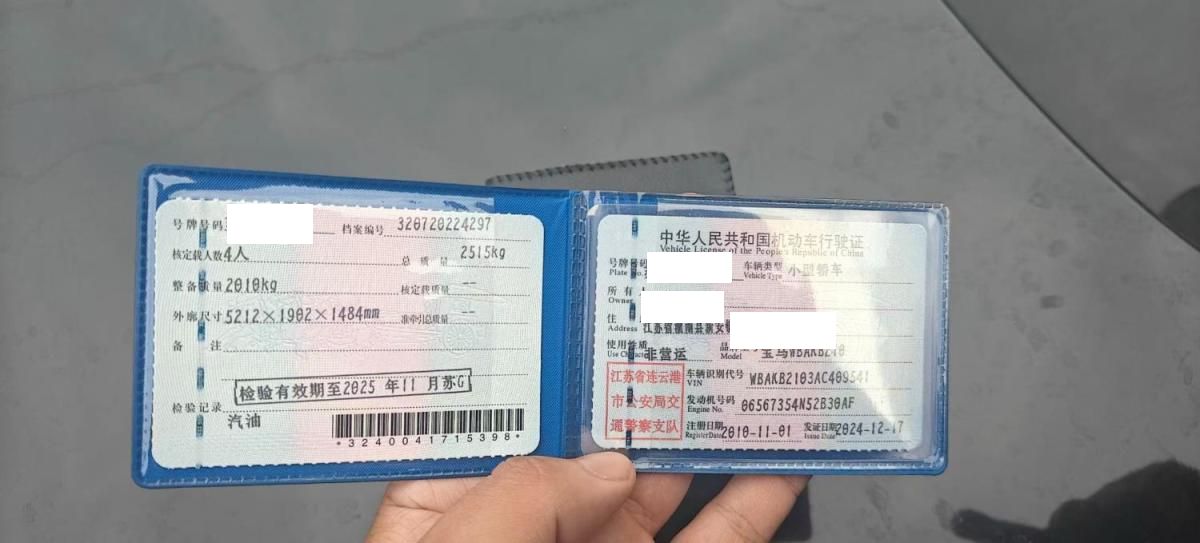 号牌号码 档案编号 320720224297
核定载人数 4人 总质量 2515kg
整备质量 2010kg 核定载质量 --
外廓尺寸 5212×1902×1484mm 准牵引总质量 --
备注
检验有效期至2025 年11 月苏G
检验记录
汽油
*3240041715398*
中华人民共和国机动车行驶证
Vehicle License of the People's Republic of China
号牌号码 车辆类型 小型轿车
Plate No. Vehicle Type
所有
Owner
住
Address 江苏省灌南县
使用性质 非营运
Use Character Model 宝马WBAKB210
江苏省连云港
市公安局交
通警察支队
车辆识别代号 WBAKB2103AC409541
VIN
发动机号码 06567354N52B30AF
Engine No.
注册日期 2010-11-01 发证日期 2024-12-17
Register Date Issue Date